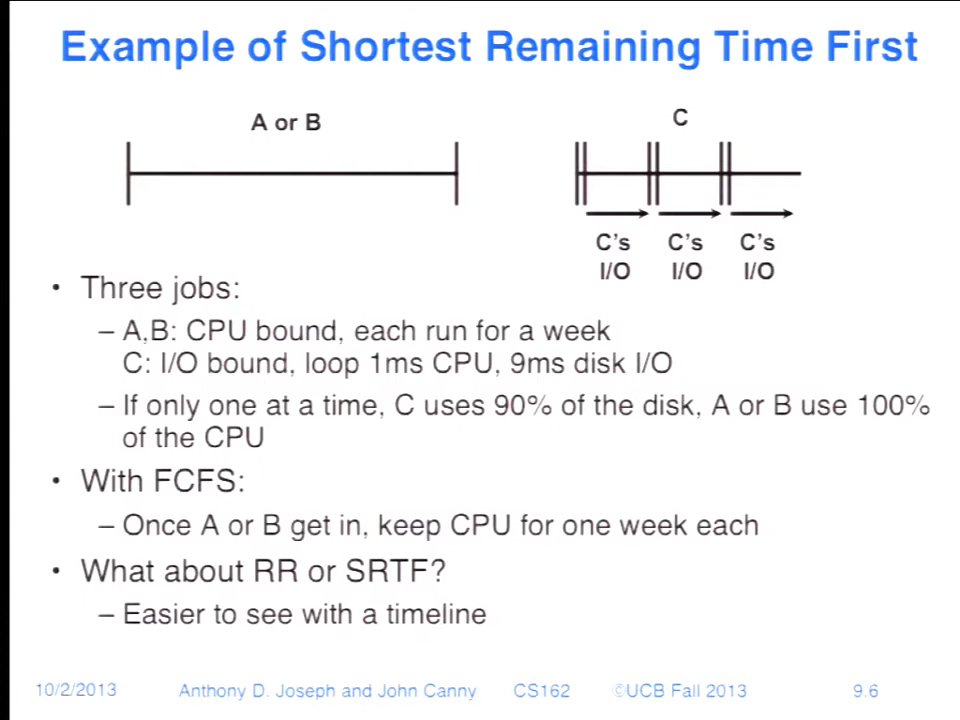 Example of Shortest Remaining Time First
A or B
C
C's C's C's
I/O I/O I/O
• Three jobs:
– A,B: CPU bound, each run for a week
C: I/O bound, loop 1ms CPU, 9ms disk I/O
– If only one at a time, C uses 90% of the disk, A or B use 100%
of the CPU
• With FCFS:
– Once A or B get in, keep CPU for one week each
• What about RR or SRTF?
– Easier to see with a timeline
10/2/2013 Anthony D. Joseph and John Canny CS162 ©UCB Fall 2013 9.6